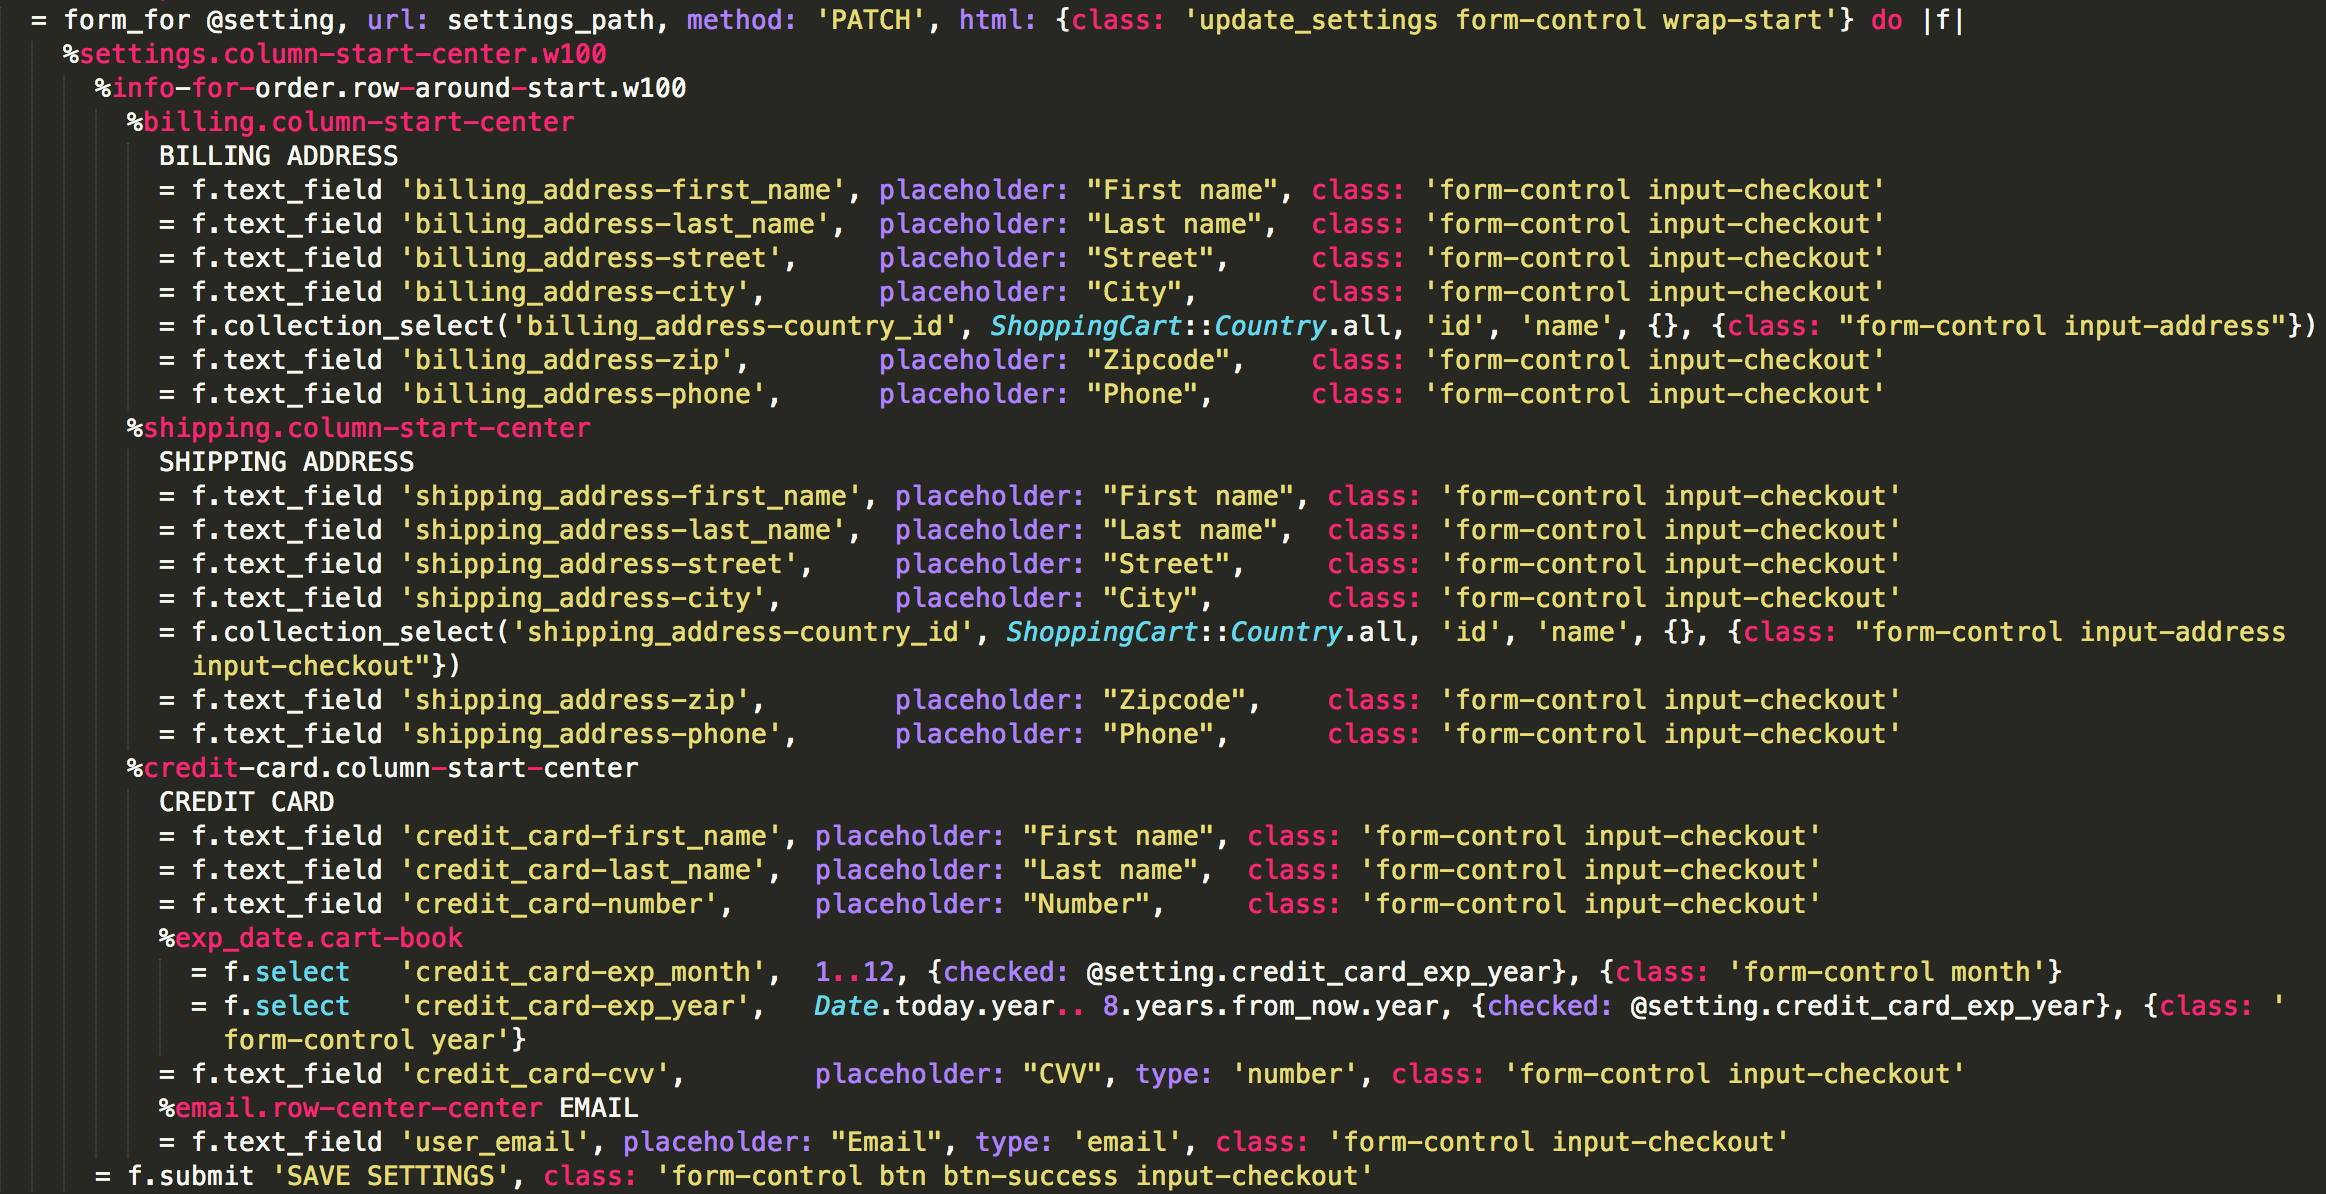 = form_for @setting, url: settings_path, method: 'PATCH', html: {class: 'update_settings form-control wrap-start'} do |f|
%settings.column-start-center.w100
%info-for-order.row-around-start.w100
%billing.column-start-center
BILLING ADDRESS
= f.text_field 'billing_address-first_name', placeholder: "First name", class: 'form-control input-checkout'
= f.text_field 'billing_address-last_name', placeholder: "Last name", class: 'form-control input-checkout'
= f.text_field 'billing_address-street', placeholder: "Street", class: 'form-control input-checkout'
= f.text_field 'billing_address-city', placeholder: "City", class: 'form-control input-checkout'
= f.collection_select('billing_address-country_id', ShoppingCart::Country.all, 'id', 'name', {}, {class: "form-control input-address"})
= f.text_field 'billing_address-zip', placeholder: "Zipcode", class: 'form-control input-checkout'
= f.text_field 'billing_address-phone', placeholder: "Phone", class: 'form-control input-checkout'
%shipping.column-start-center
SHIPPING ADDRESS
= f.text_field 'shipping_address-first_name', placeholder: "First name", class: 'form-control input-checkout'
= f.text_field 'shipping_address-last_name', placeholder: "Last name", class: 'form-control input-checkout'
= f.text_field 'shipping_address-street', placeholder: "Street", class: 'form-control input-checkout'
= f.text_field 'shipping_address-city', placeholder: "City", class: 'form-control input-checkout'
= f.collection_select('shipping_address-country_id', ShoppingCart::Country.all, 'id', 'name', {}, {class: "form-control input-address
input-checkout"})
= f.text_field 'shipping_address-zip', placeholder: "Zipcode", class: 'form-control input-checkout'
= f.text_field 'shipping_address-phone', placeholder: "Phone", class: 'form-control input-checkout'
%credit-card.column-start-center
CREDIT CARD
= f.text_field 'credit_card-first_name', placeholder: "First name", class: 'form-control input-checkout'
= f.text_field 'credit_card-last_name', placeholder: "Last name", class: 'form-control input-checkout'
= f.text_field 'credit_card-number', placeholder: "Number", class: 'form-control input-checkout'
%exp_date.cart-book
= f.select 'credit_card-exp_month', 1..12, {checked: @setting.credit_card_exp_year}, {class: 'form-control month'}
= f.select 'credit_card-exp_year', Date.today.year.. 8.years.from_now.year, {checked: @setting.credit_card_exp_year}, {class: '
form-control year'}
= f.text_field 'credit_card-cvv', placeholder: "CVV", type: 'number', class: 'form-control input-checkout'
%email.row-center-center EMAIL
= f.text_field 'user_email', placeholder: "Email", type: 'email', class: 'form-control input-checkout'
= f.submit 'SAVE SETTINGS', class: 'form-control btn btn-success input-checkout'